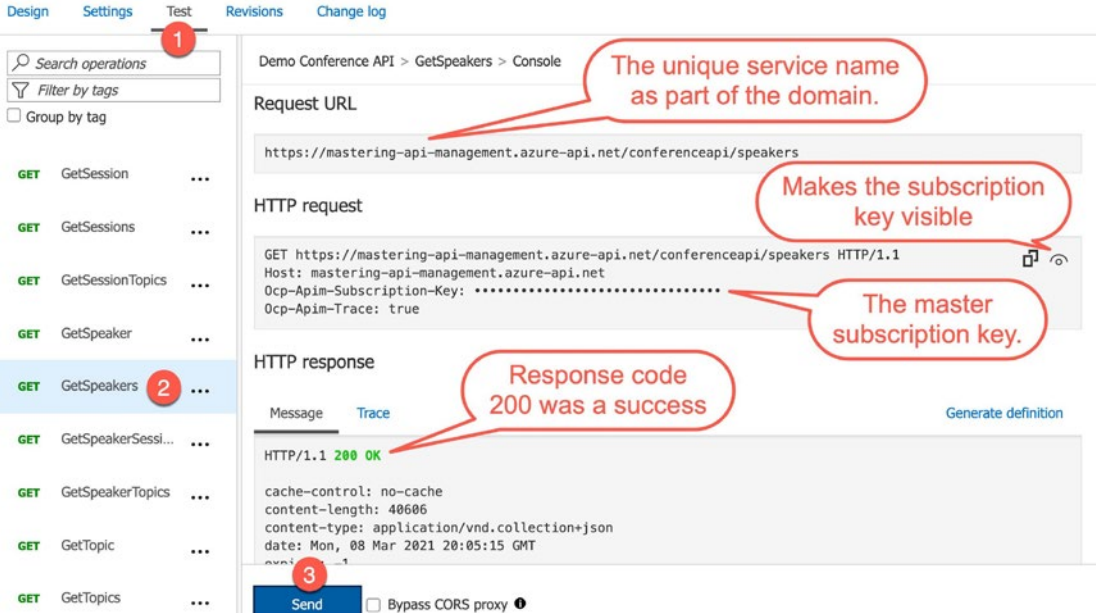 Design Settings Test Revisions Change log
1
Search operations
Filter by tags
Group by tag
GET GetSession ...
GET GetSessions ...
GET GetSessionTopics ...
GET GetSpeaker ...
GET GetSpeakers 2 ...
GET GetSpeakerSessi... ...
GET GetSpeakerTopics ...
GET GetTopic ...
GET GetTopics ...
Demo Conference API > GetSpeakers > Console
The unique service name
as part of the domain.
Request URL
https://mastering-api-management.azure-api.net/conferenceapi/speakers
Makes the subscription
key visible
HTTP request
GET https://mastering-api-management.azure-api.net/conferenceapi/speakers HTTP/1.1
Host: mastering-api-management.azure-api.net
Ocp-Apim-Subscription-Key: ••••••••••••••••••••••••••••••••
Ocp-Apim-Trace: true
The master
subscription key.
HTTP response
Response code
200 was a success
Message Trace Generate definition
HTTP/1.1 200 OK
cache-control: no-cache
content-length: 40606
content-type: application/vnd.collection+json
date: Mon, 08 Mar 2021 20:05:15 GMT
-1
3
Send Bypass CORS proxy